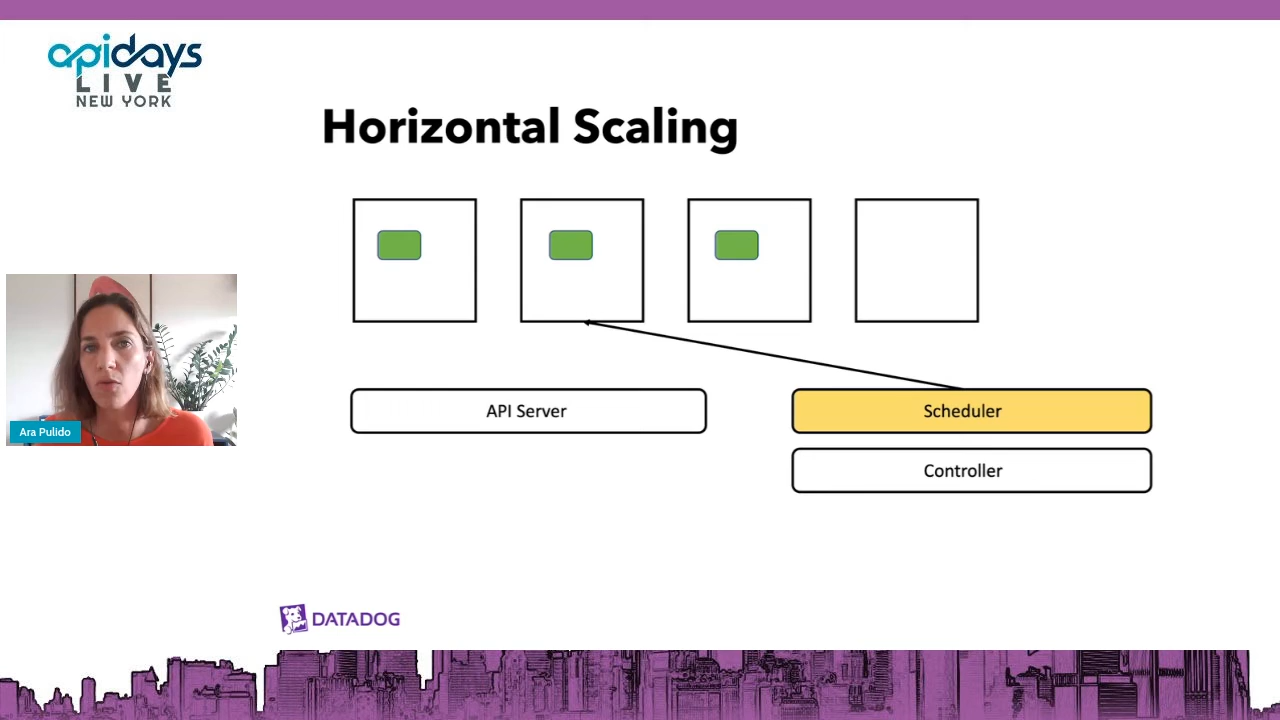 apidays
LIVE
NEW YORK
Horizontal Scaling
API Server
Scheduler
Controller
Ara Pulido
DATADOG